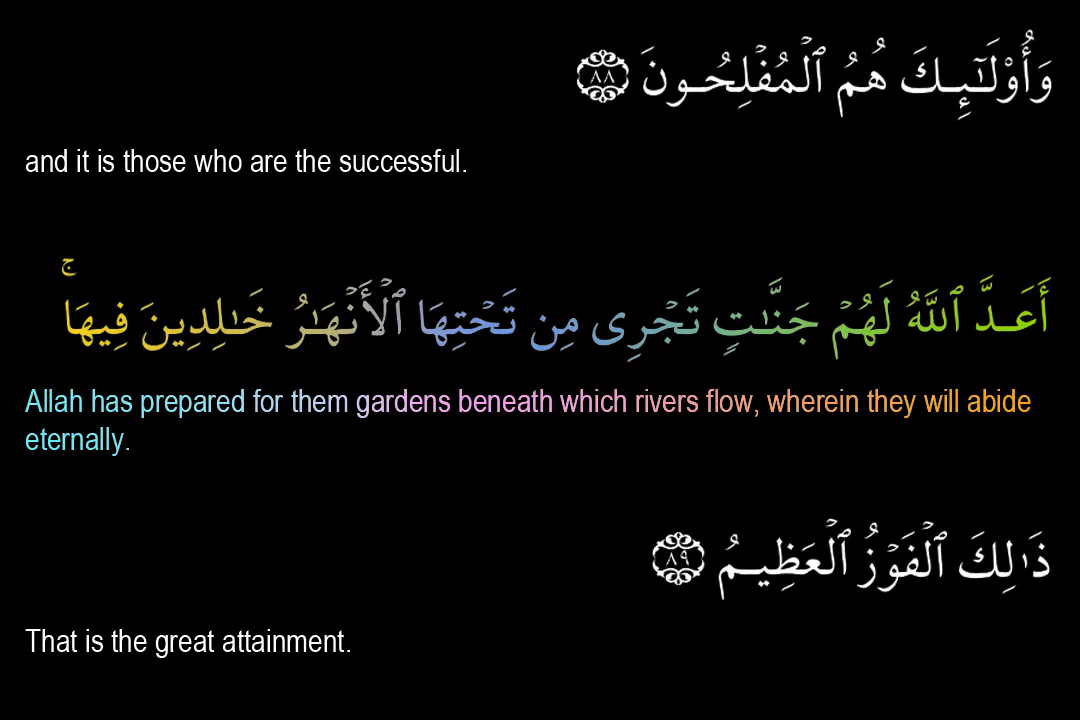 وَأُو۟لَـٰٓئِكَ هُمُ ٱلْمُفْلِحُونَ ٨٨
and it is those who are the successful.
أَعَدَّ ٱللَّهُ لَهُمْ جَنَّـٰتٍ تَجْرِى مِن تَحْتِهَا ٱلْأَنْهَـٰرُ خَـٰلِدِينَ فِيهَا ۚ
Allah has prepared for them gardens beneath which rivers flow, wherein they will abide
eternally.
ذَٰلِكَ ٱلْفَوْزُ ٱلْعَظِيمُ ٨٩
That is the great attainment.